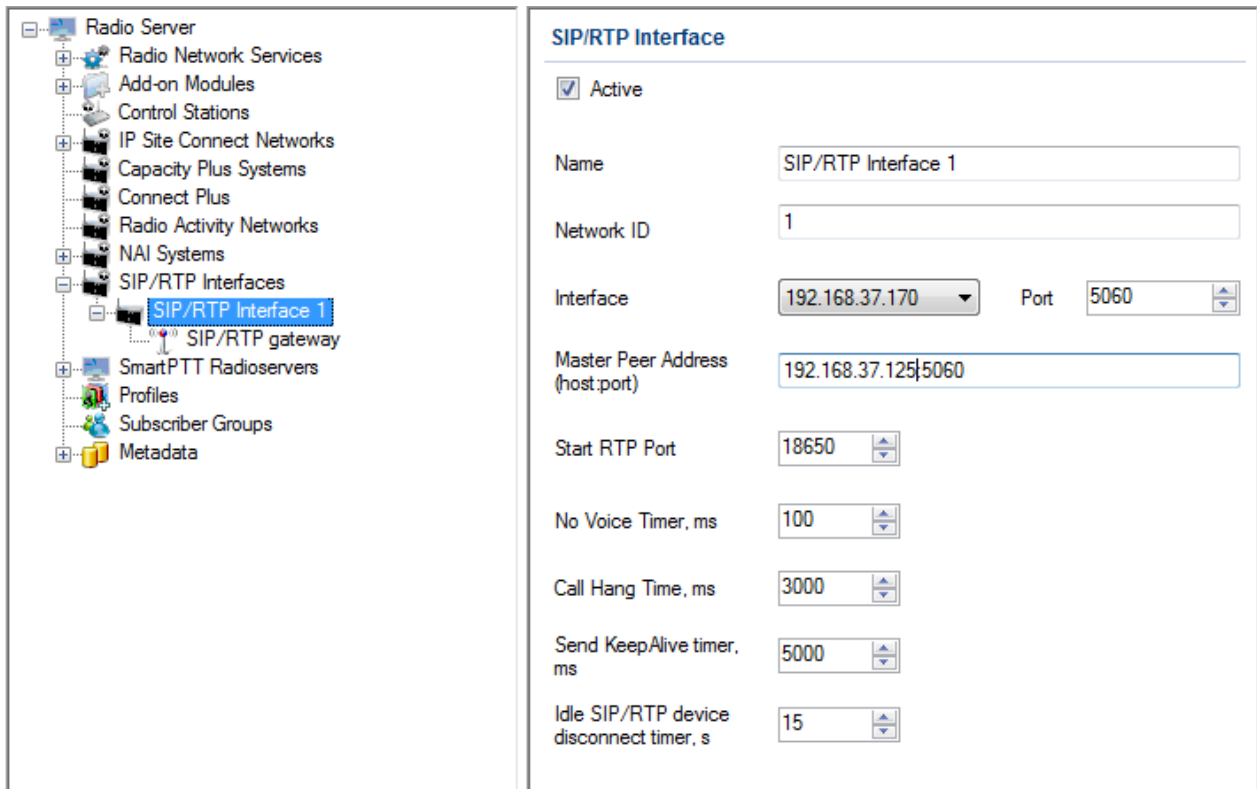 Radio Server
Radio Network Services
Add-on Modules
Control Stations
IP Site Connect Networks
Capacity Plus Systems
Connect Plus
Radio Activity Networks
NAI Systems
SIP/RTP Interfaces
SIP/RTP Interface 1
SIP/RTP gateway
SmartPTT Radioservers
Profiles
Subscriber Groups
Metadata
SIP/RTP Interface
Active
Name SIP/RTP Interface 1
Network ID 1
Interface 192.168.37.170 Port 5060
Master Peer Address
(host:port) 192.168.37.125:5060
Start RTP Port 18650
No Voice Timer, ms 100
Call Hang Time, ms 3000
Send KeepAlive timer,
ms 5000
Idle SIP/RTP device
disconnect timer, s 15